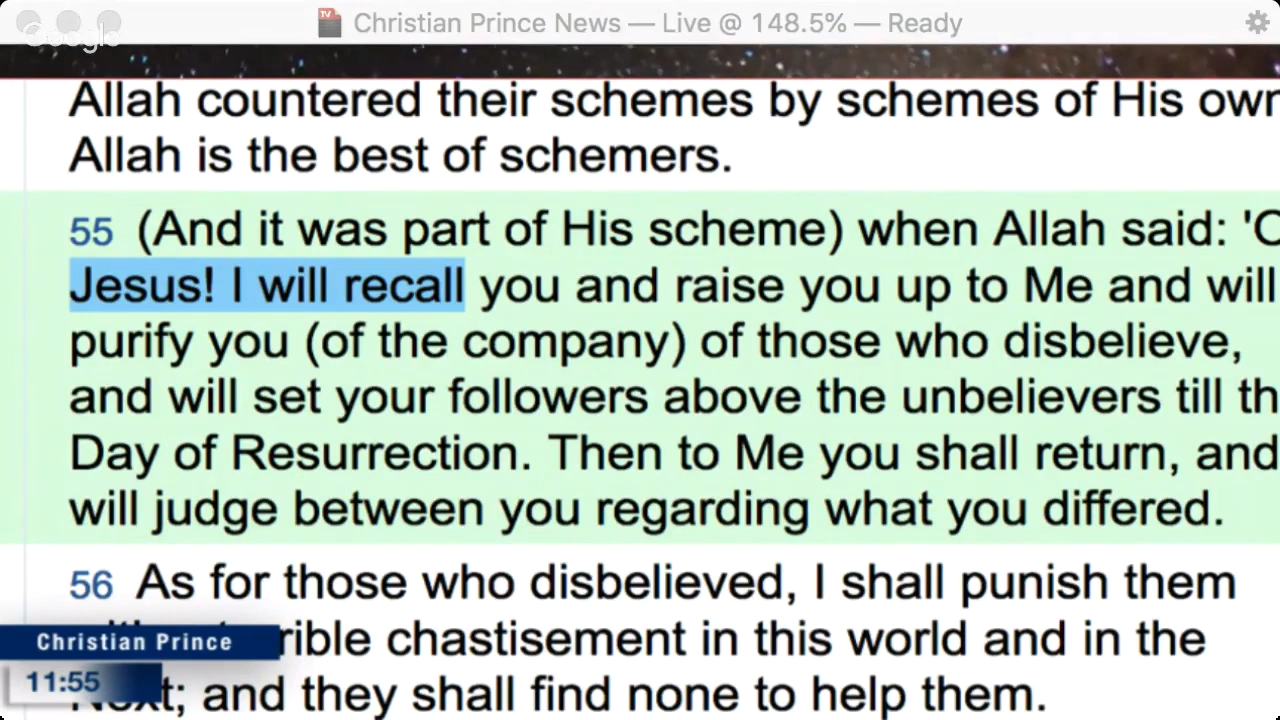 Christian Prince News — Live @ 148.5% — Ready
Google
Allah countered their schemes by schemes of His own
Allah is the best of schemers.
55 (And it was part of His scheme) when Allah said: 'O
Jesus! I will recall you and raise you up to Me and will
purify you (of the company) of those who disbelieve,
and will set your followers above the unbelievers till th
Day of Resurrection. Then to Me you shall return, and
will judge between you regarding what you differed.
56 As for those who disbelieved, I shall punish them
rible chastisement in this world and in the
Next; and they shall find none to help them.
Christian Prince
11:55